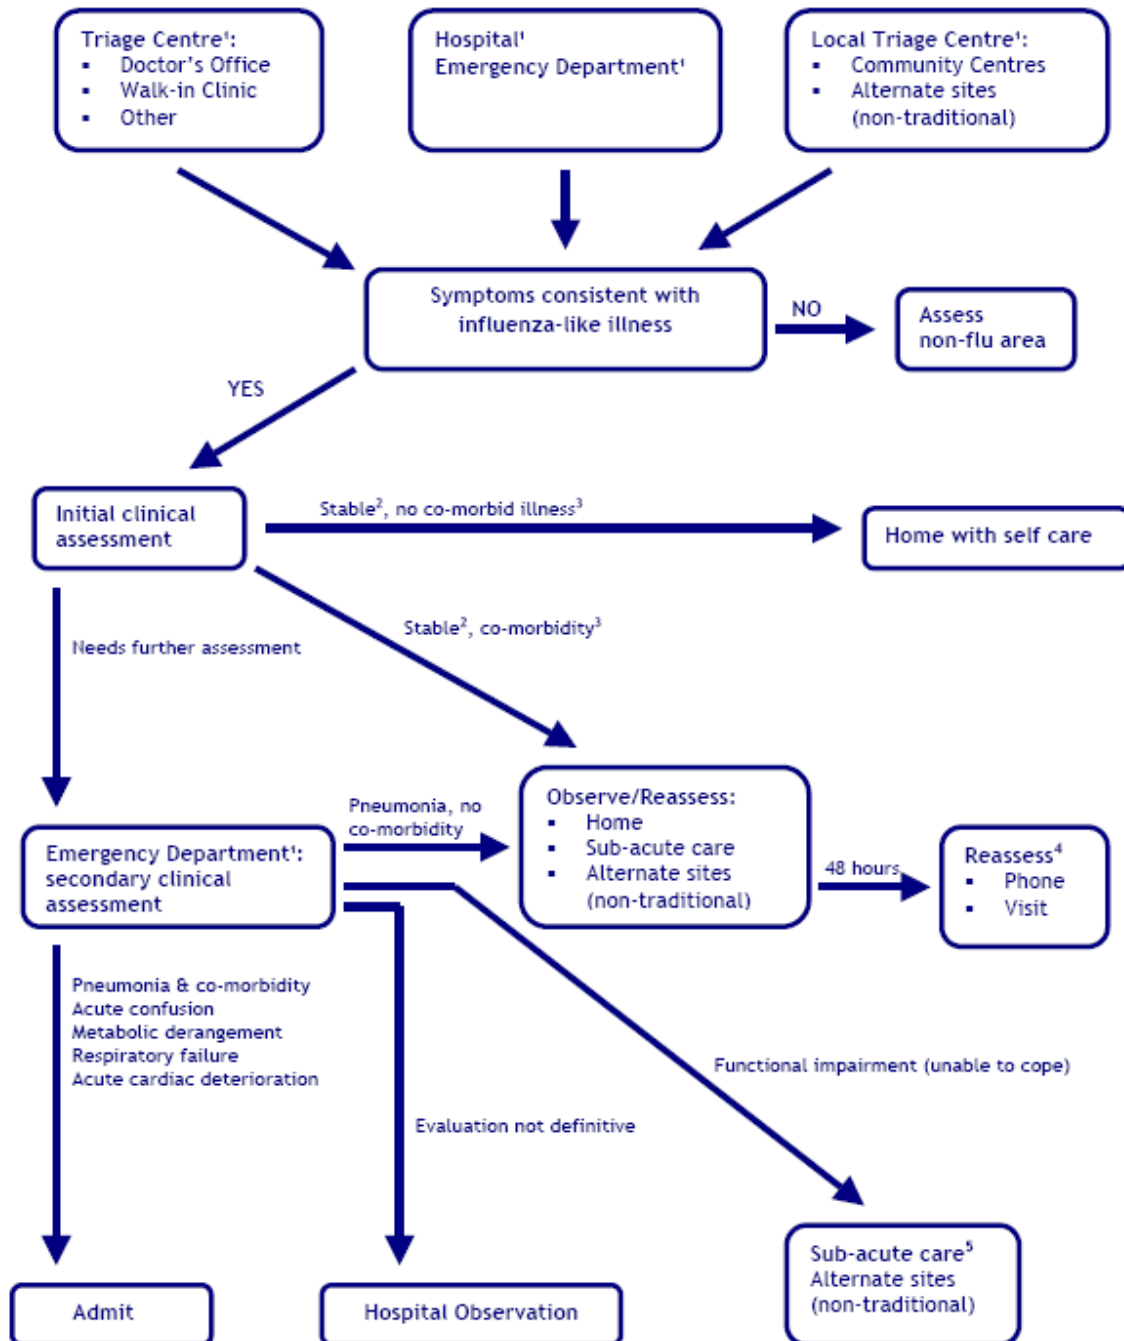 Triage Centre¹:
▪ Doctor's Office
▪ Walk-in Clinic
▪ Other
Hospital¹
Emergency Department¹
Local Triage Centre¹:
▪ Community Centres
▪ Alternate sites
(non-traditional)
Symptoms consistent with
influenza-like illness
NO
Assess
non-flu area
YES
Initial clinical
assessment
Stable², no co-morbid illness³
Home with self care
Stable², co-morbidity³
Needs further assessment
Emergency Department¹:
secondary clinical
assessment
Pneumonia, no
co-morbidity
Observe/Reassess:
▪ Home
▪ Sub-acute care
▪ Alternate sites
(non-traditional)
48 hours
Reassess⁴
▪ Phone
▪ Visit
Pneumonia & co-morbidity
Acute confusion
Metabolic derangement
Respiratory failure
Acute cardiac deterioration
Functional impairment (unable to cope)
Evaluation not definitive
Admit
Hospital Observation
Sub-acute care⁵
Alternate sites
(non-traditional)